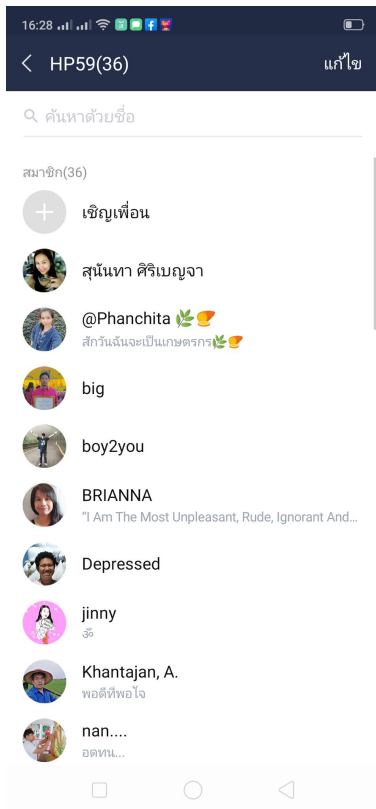 16:28
HP59(36)
แก้ไข
ค้นหาด้วยชื่อ
สมาชิก(36)
เชิญเพื่อน
สุนันทา ศิริเบญจา
@Phanchita 🌿🥭
สักวันฉันจะเป็นเกษตรกร🌿🥭
big
boy2you
BRIANNA
"I Am The Most Unpleasant, Rude, Ignorant And...
Depressed
jinny
ॐ
Khantajan, A.
พอดีที่พอใจ
nan....
อดทน...